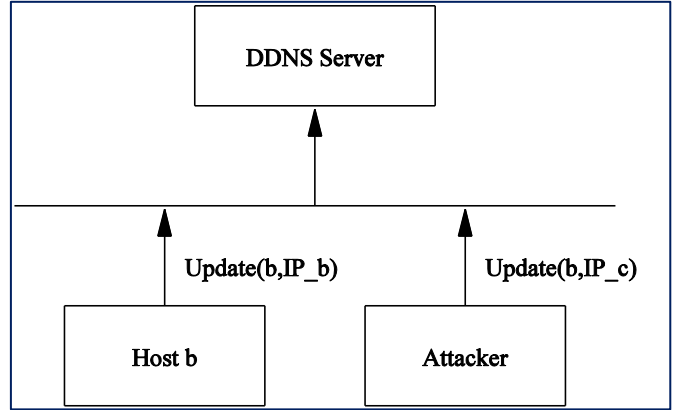 DDNS Server
Update(b,IP_b)
Update(b,IP_c)
Host b
Attacker